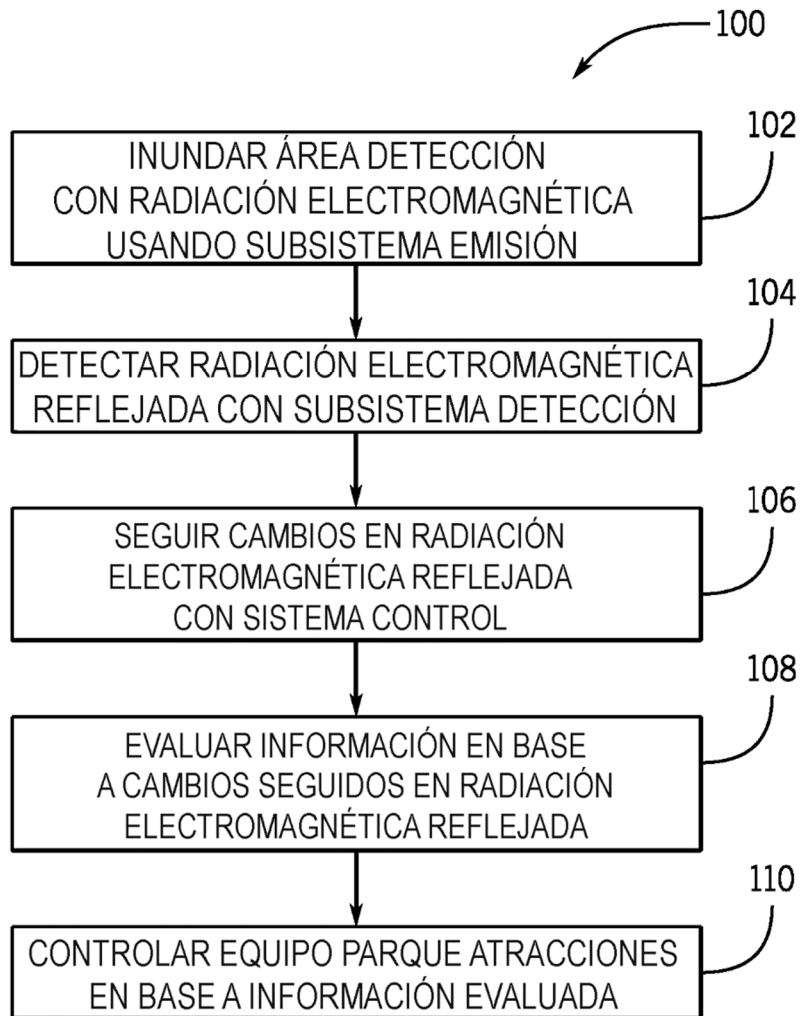 100
102
INUNDAR ÁREA DETECCIÓN
CON RADIACIÓN ELECTROMAGNÉTICA
USANDO SUBSISTEMA EMISIÓN
104
DETECTAR RADIACIÓN ELECTROMAGNÉTICA
REFLEJADA CON SUBSISTEMA DETECCIÓN
106
SEGUIR CAMBIOS EN RADIACIÓN
ELECTROMAGNÉTICA REFLEJADA
CON SISTEMA CONTROL
108
EVALUAR INFORMACIÓN EN BASE
A CAMBIOS SEGUIDOS EN RADIACIÓN
ELECTROMAGNÉTICA REFLEJADA
110
CONTROLAR EQUIPO PARQUE ATRACCIONES
EN BASE A INFORMACIÓN EVALUADA